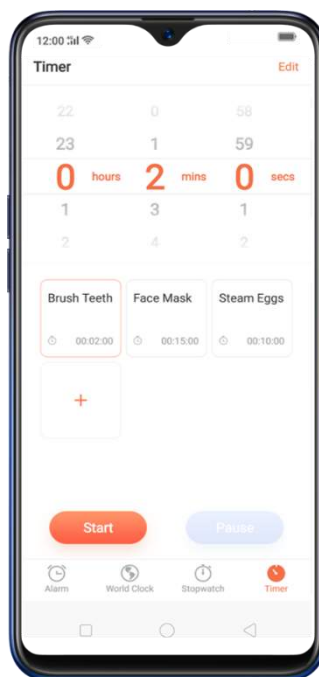 12:00
Timer Edit
22 0 58
23 1 59
0 hours 2 mins 0 secs
1 3 1
2 4 2
Brush Teeth Face Mask Steam Eggs
00:02:00 00:15:00 00:10:00
+
Start Pause
Alarm World Clock Stopwatch Timer